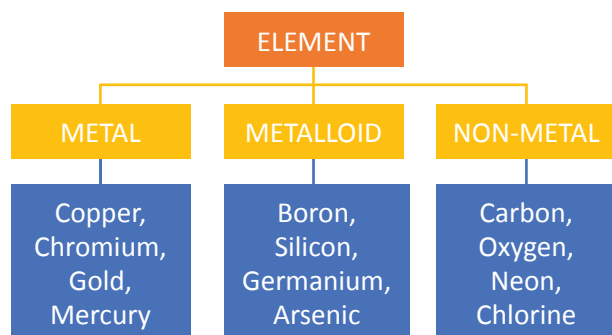 ELEMENT
METAL
METALLOID
NON-METAL
Copper,
Chromium,
Gold,
Mercury
Boron,
Silicon,
Germanium,
Arsenic
Carbon,
Oxygen,
Neon,
Chlorine